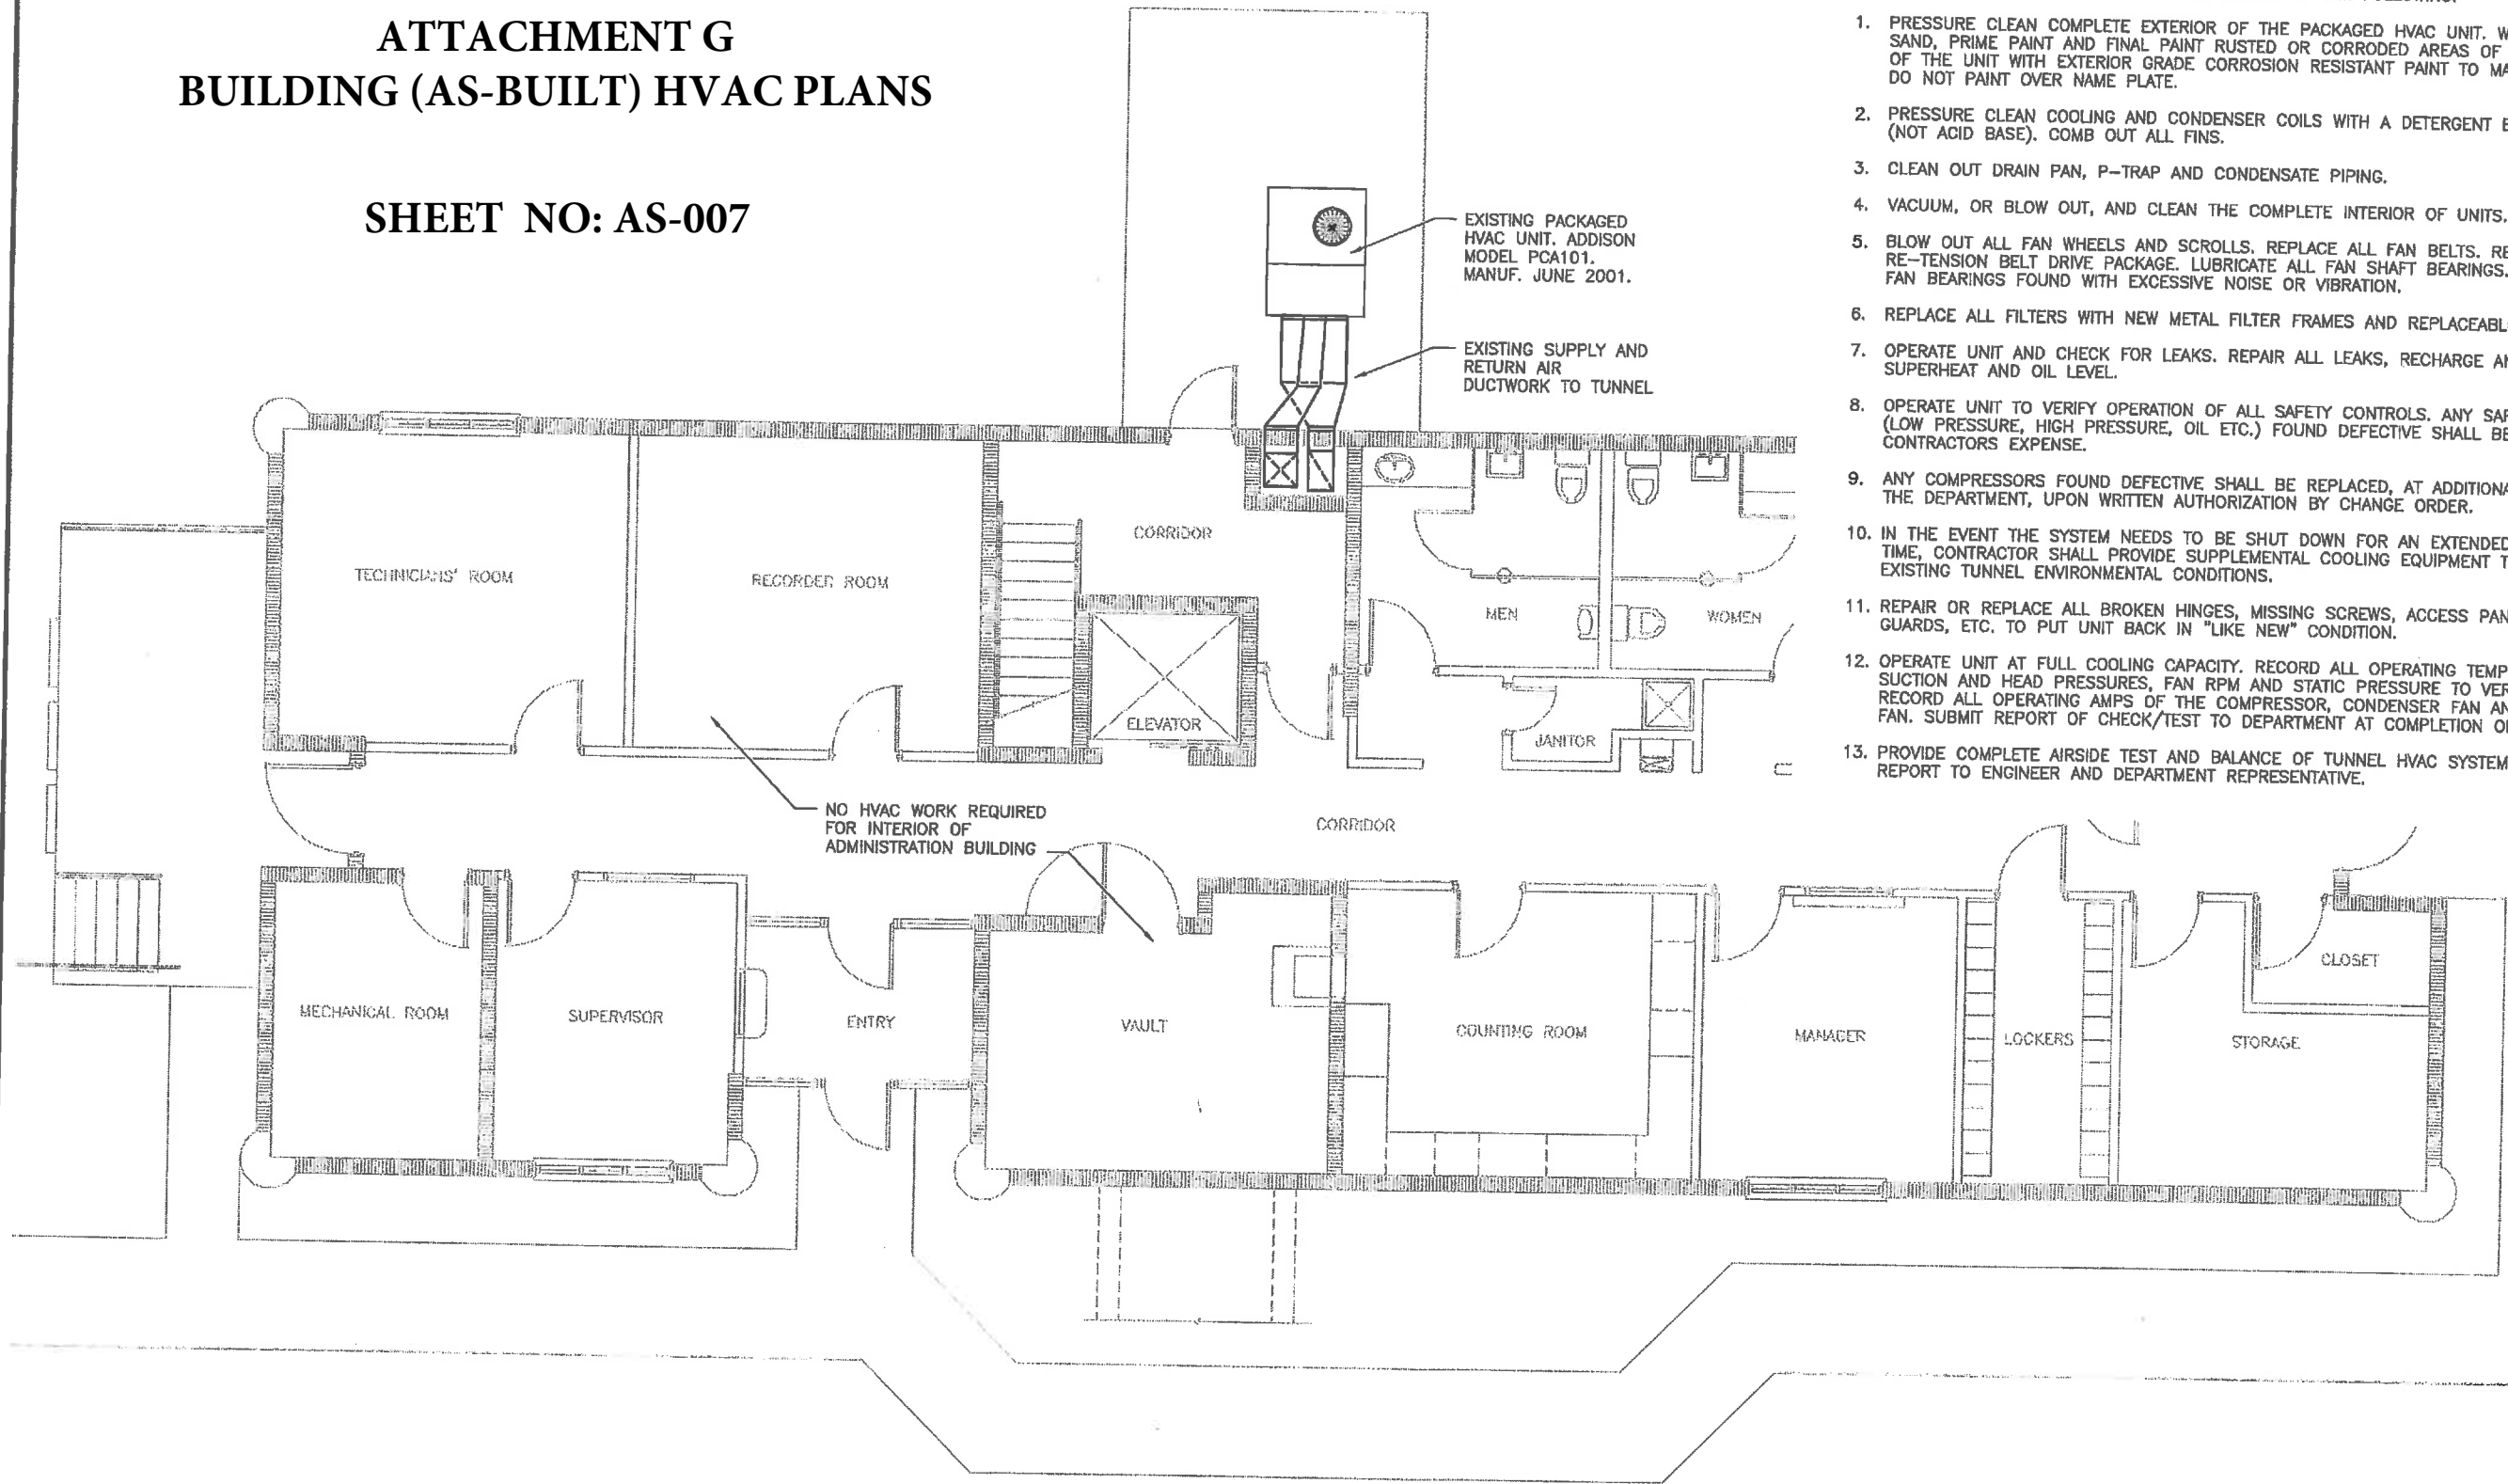 ATTACHMENT G
BUILDING (AS-BUILT) HVAC PLANS
SHEET NO: AS-007
1. PRESSURE CLEAN COMPLETE EXTERIOR OF THE PACKAGED HVAC UNIT.
SAND, PRIME PAINT AND FINAL PAINT RUSTED OR CORRODED AREAS OF
OF THE UNIT WITH EXTERIOR GRADE CORROSION RESISTANT PAINT TO
DO NOT PAINT OVER NAME PLATE.
2. PRESSURE CLEAN COOLING AND CONDENSER COILS WITH A DETERGENT
(NOT ACID BASE). COMB OUT ALL FINS.
3. CLEAN OUT DRAIN PAN, P-TRAP AND CONDENSATE PIPING.
4. VACUUM, OR BLOW OUT, AND CLEAN THE COMPLETE INTERIOR OF UNITS.
5. BLOW OUT ALL FAN WHEELS AND SCROLLS. REPLACE ALL FAN BELTS.
RE-TENSION BELT DRIVE PACKAGE. LUBRICATE ALL FAN SHAFT BEARINGS.
FAN BEARINGS FOUND WITH EXCESSIVE NOISE OR VIBRATION.
6. REPLACE ALL FILTERS WITH NEW METAL FILTER FRAMES AND REPLACEABL
7. OPERATE UNIT AND CHECK FOR LEAKS. REPAIR ALL LEAKS, RECHARGE
SUPERHEAT AND OIL LEVEL.
8. OPERATE UNIT TO VERIFY OPERATION OF ALL SAFETY CONTROLS. ANY
(LOW PRESSURE, HIGH PRESSURE, OIL ETC.) FOUND DEFECTIVE SHALL BE
CONTRACTORS EXPENSE.
9. ANY COMPRESSORS FOUND DEFECTIVE SHALL BE REPLACED, AT ADDITIONA
THE DEPARTMENT, UPON WRITTEN AUTHORIZATION BY CHANGE ORDER.
10. IN THE EVENT THE SYSTEM NEEDS TO BE SHUT DOWN FOR AN EXTENDED
TIME, CONTRACTOR SHALL PROVIDE SUPPLEMENTAL COOLING EQUIPMENT
EXISTING TUNNEL ENVIRONMENTAL CONDITIONS.
11. REPAIR OR REPLACE ALL BROKEN HINGES, MISSING SCREWS, ACCESS PAN
GUARDS, ETC. TO PUT UNIT BACK IN "LIKE NEW" CONDITION.
12. OPERATE UNIT AT FULL COOLING CAPACITY. RECORD ALL OPERATING TEMP
SUCTION AND HEAD PRESSURES, FAN RPM AND STATIC PRESSURE TO VER
RECORD ALL OPERATING AMPS OF THE COMPRESSOR, CONDENSER FAN
FAN. SUBMIT REPORT OF CHECK/TEST TO DEPARTMENT AT COMPLETION
13. PROVIDE COMPLETE AIRSIDE TEST AND BALANCE OF TUNNEL HVAC SYSTEM
REPORT TO ENGINEER AND DEPARTMENT REPRESENTATIVE.
EXISTING PACKAGED
HVAC UNIT. ADDISON
MODEL PCA101.
MANUF. JUNE 2001.
EXISTING SUPPLY AND
RETURN AIR
DUCTWORK TO TUNNEL
CORRIDOR
TECHNICIANS' ROOM
RECORDER ROOM
MEN
WOMEN
ELEVATOR
JANITOR
NO HVAC WORK REQUIRED
FOR INTERIOR OF
ADMINISTRATION BUILDING
CORRIDOR
CLOSET
MECHANICAL ROOM
SUPERVISOR
ENTRY
VAULT
COUNTING ROOM
MANAGER
LOCKERS
STORAGE